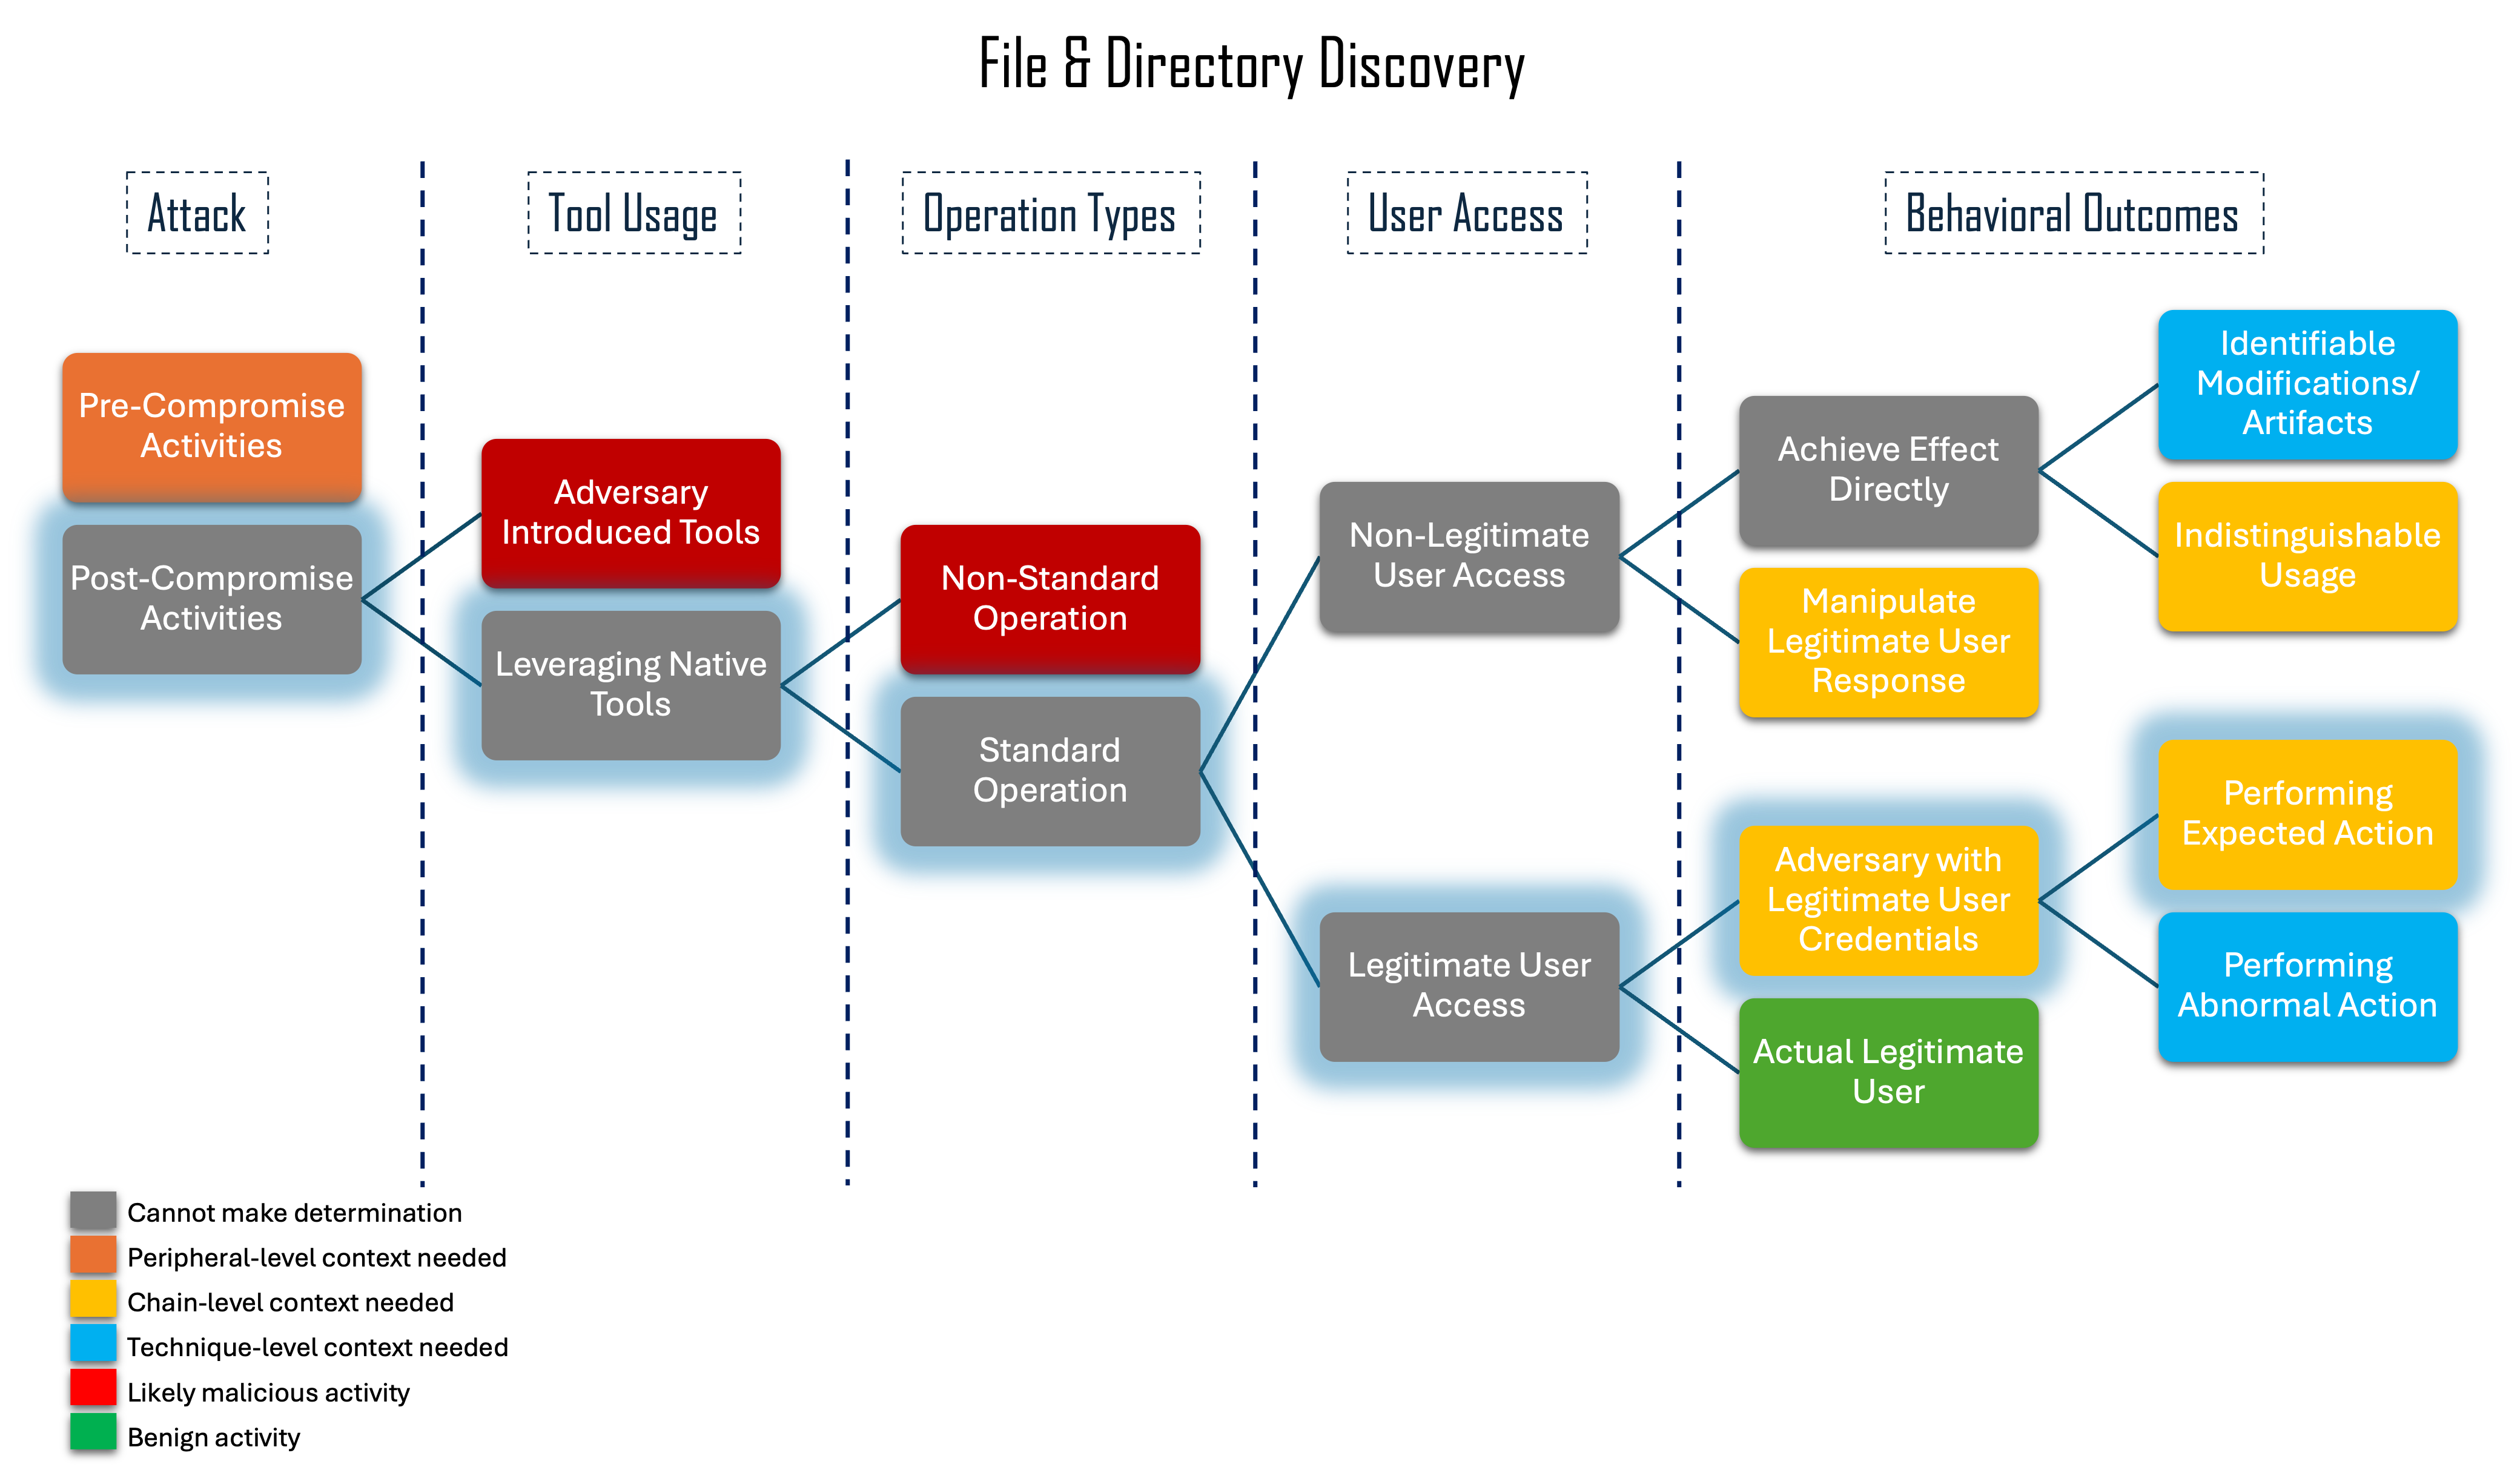 File & Directory Discovery
Attack
Tool Usage
Operation Types
User Access
Behavioral Outcomes
Pre-Compromise
Activities
Post-Compromise
Activities
Adversary
Introduced Tools
Leveraging Native
Tools
Non-Standard
Operation
Standard
Operation
Non-Legitimate
User Access
Legitimate User
Access
Achieve Effect
Directly
Manipulate
Legitimate User
Response
Adversary with
Legitimate User
Credentials
Actual Legitimate
User
Identifiable
Modifications/
Artifacts
Indistinguishable
Usage
Performing
Expected Action
Performing
Abnormal Action
Cannot make determination
Peripheral-level context needed
Chain-level context needed
Technique-level context needed
Likely malicious activity
Benign activity